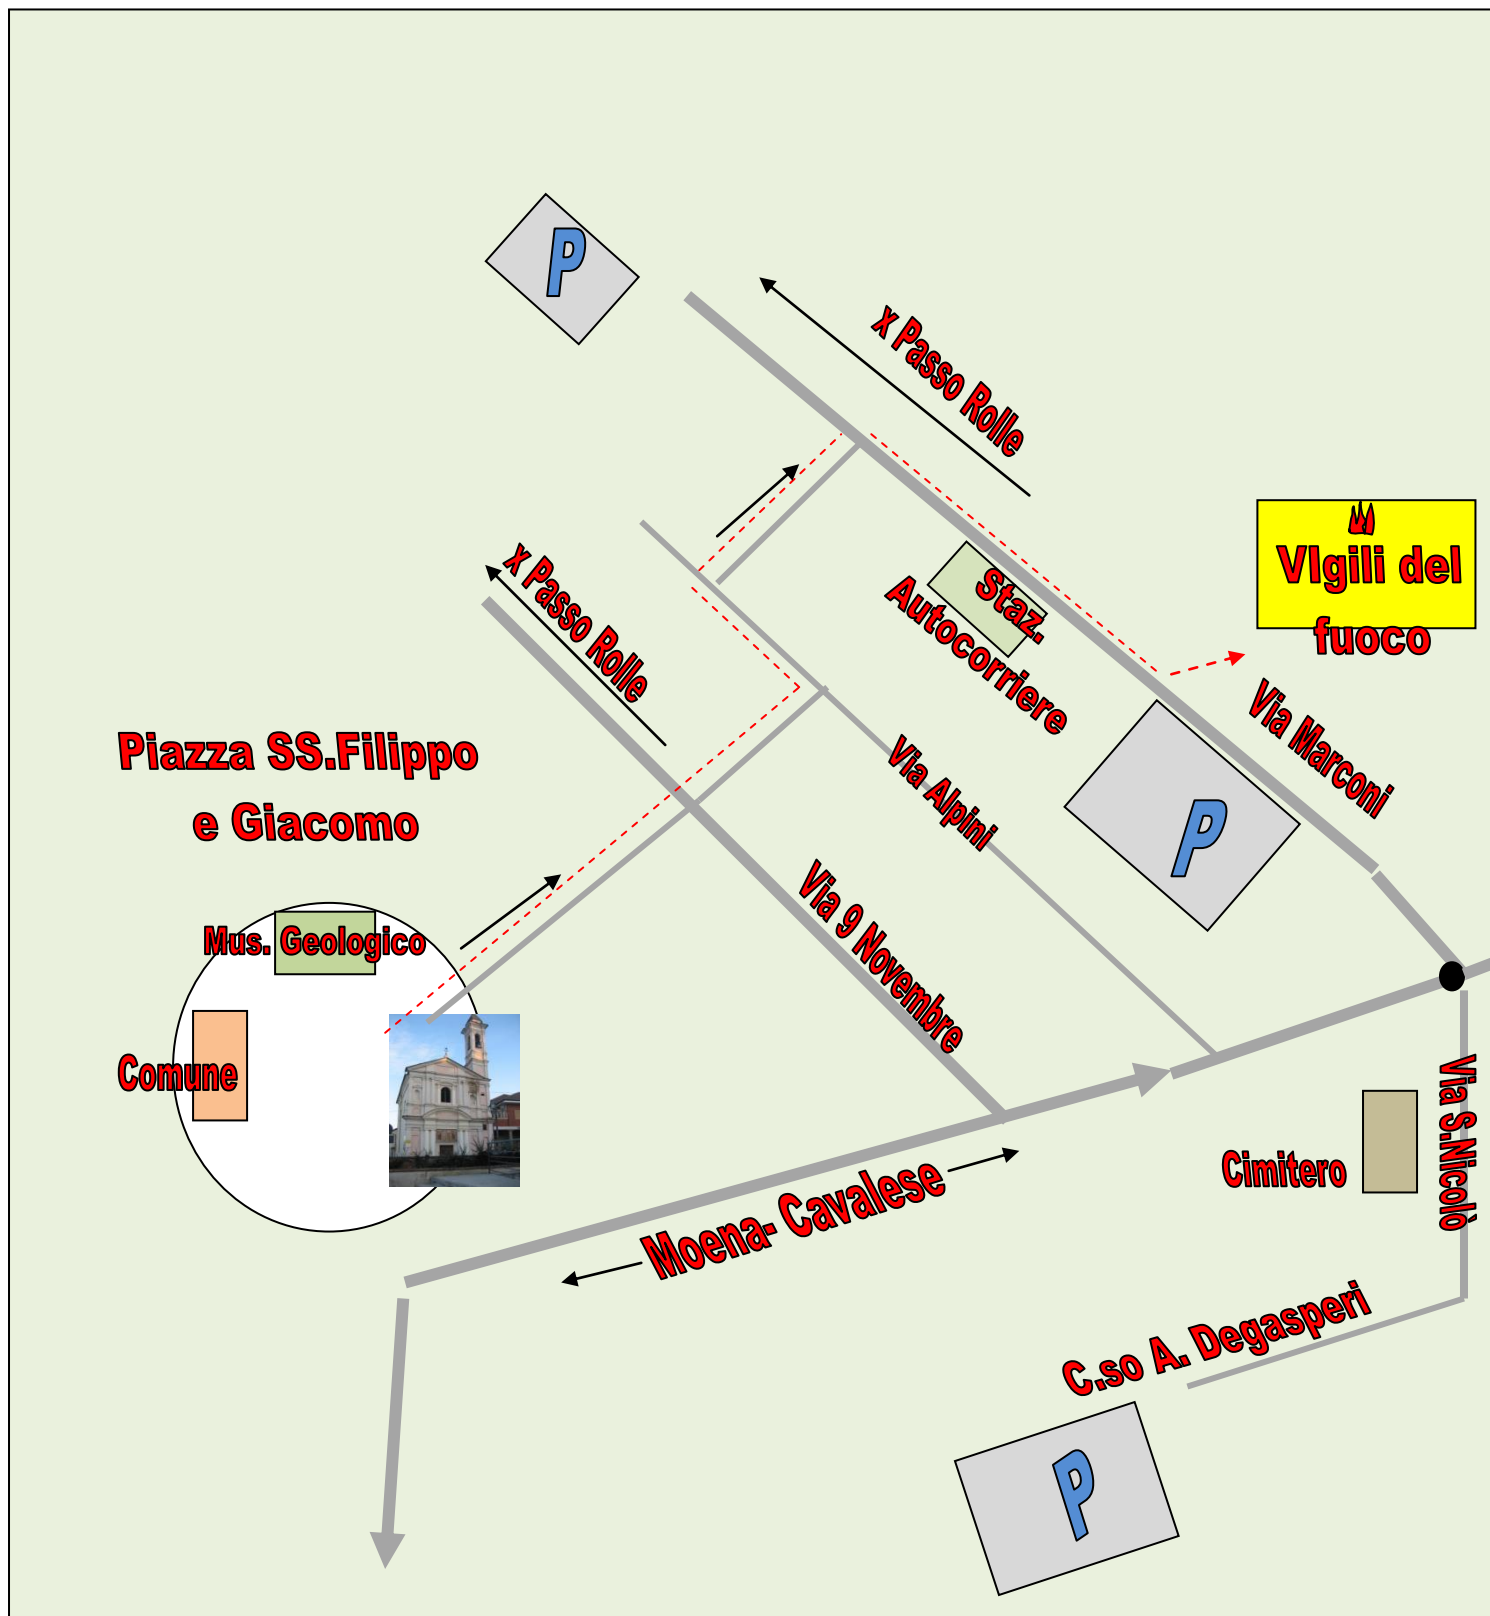 P
x Passo Rolle
VIgili del
fuoco
x Passo Rolle
Staz.
Autocorriere
Via Marconi
Piazza SS.Filippo
e Giacomo
Via Alpini
P
Via 9 Novembre
Mus. Geologico
Comune
Via S.Nicolò
Cimitero
Moena- Cavalese
C.so A. Degasperi
P